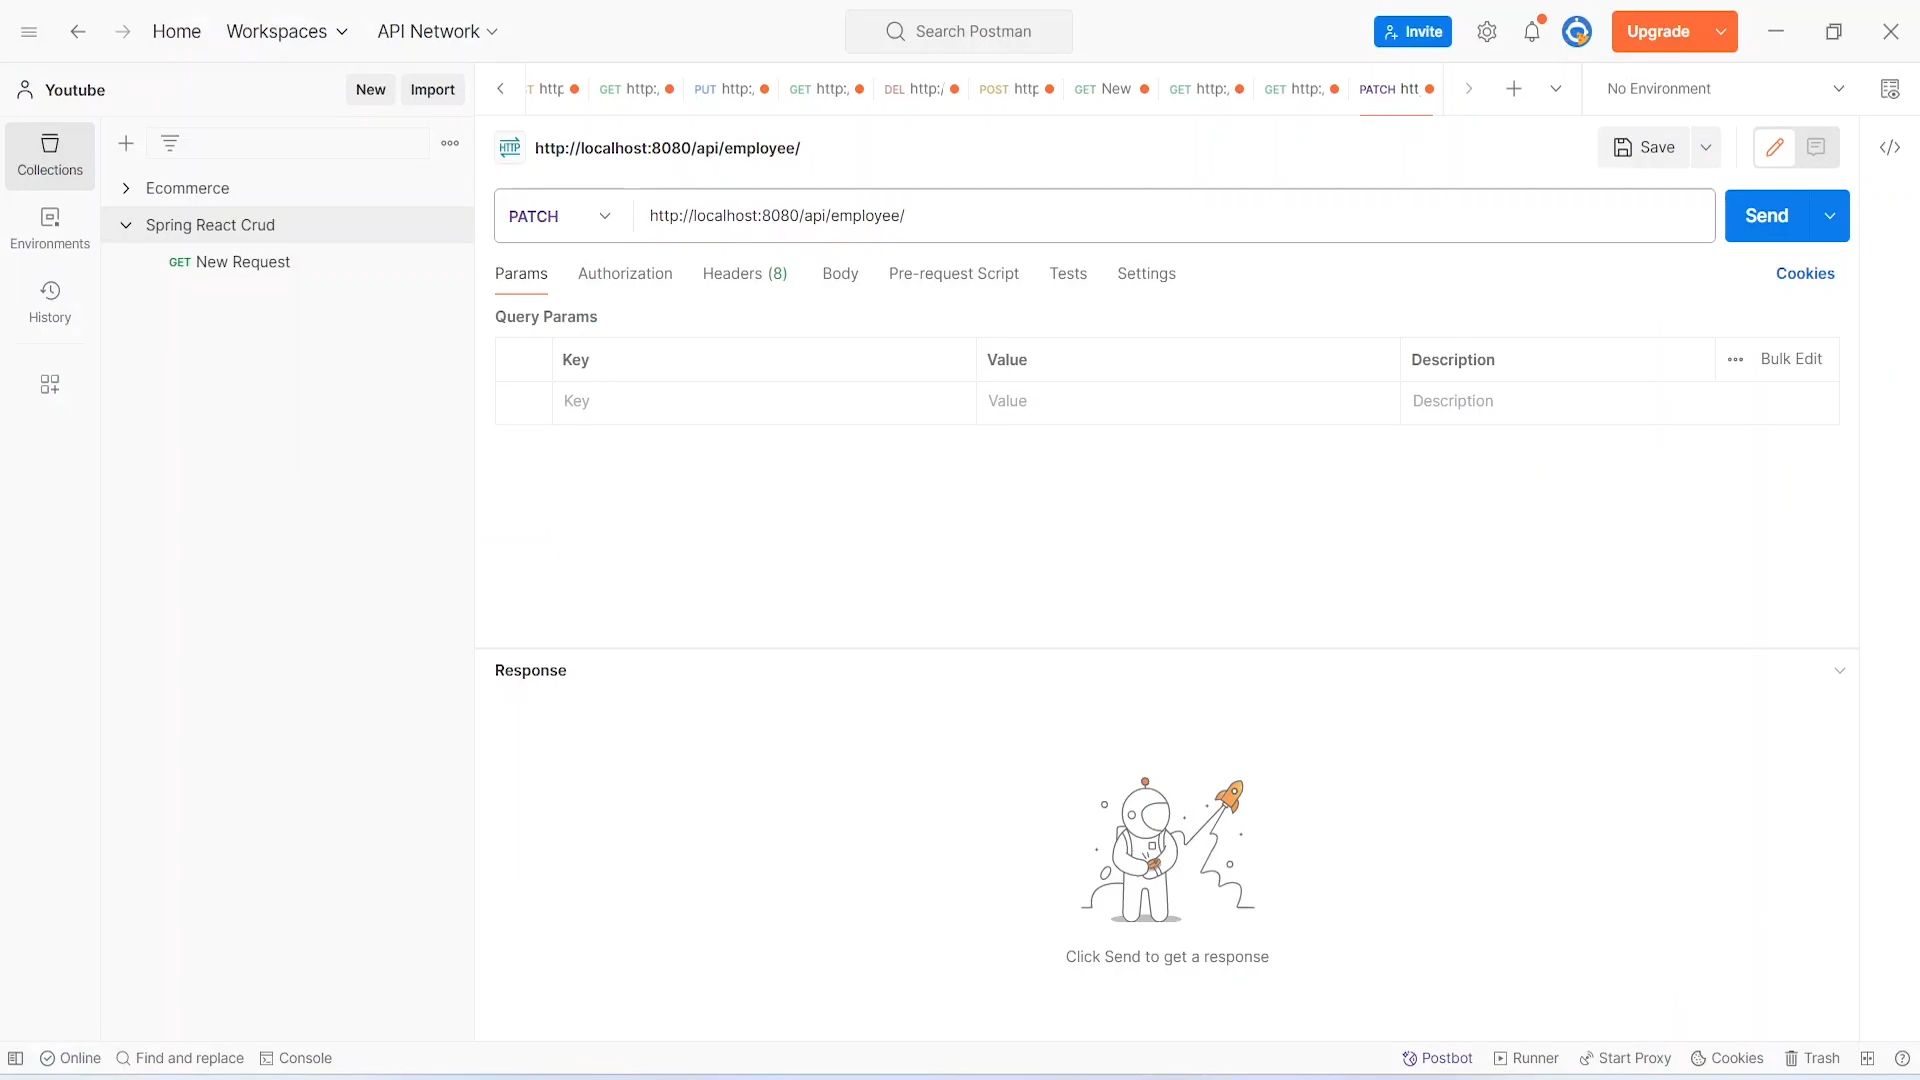 Home Workspaces API Network Search Postman Invite Upgrade
Youtube New Import
http GET http:, PUT http:, GET http:, DEL http:/ POST http GET New GET http:, GET http:, PATCH htt No Environment
Collections
HTTP http://localhost:8080/api/employee/ Save </>
Ecommerce
Spring React Crud
GET New Request
Environments
History
PATCH http://localhost:8080/api/employee/ Send
Params Authorization Headers (8) Body Pre-request Script Tests Settings Cookies
Query Params
Key Value Description Bulk Edit
Key Value Description
Response
Click Send to get a response
Online Find and replace Console Postbot Runner Start Proxy Cookies Trash